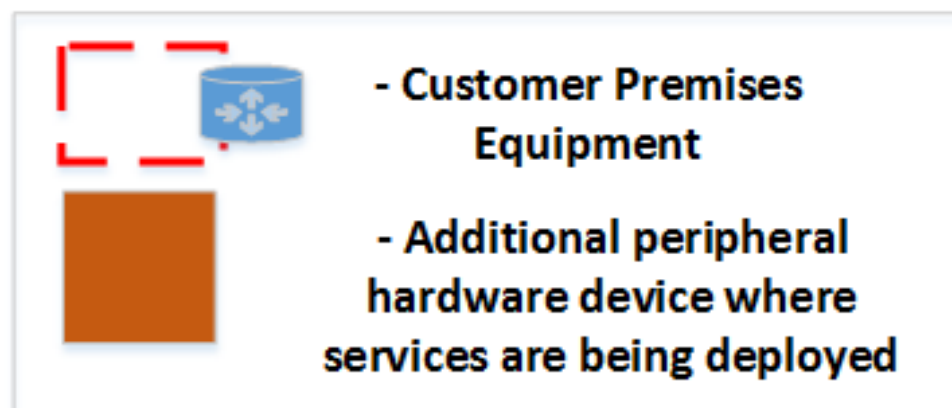 - Customer Premises
Equipment
- Additional peripheral
hardware device where
services are being deployed